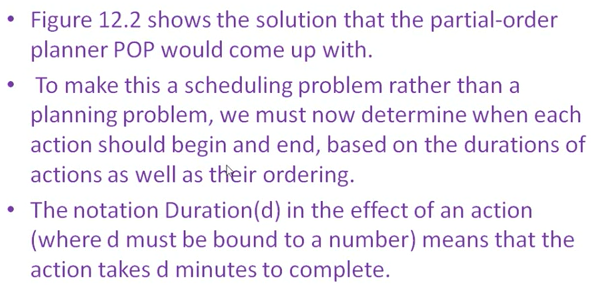 • Figure 12.2 shows the solution that the partial-order
planner POP would come up with.
• To make this a scheduling problem rather than a
planning problem, we must now determine when each
action should begin and end, based on the durations of
actions as well as their ordering.
• The notation Duration(d) in the effect of an action
(where d must be bound to a number) means that the
action takes d minutes to complete.